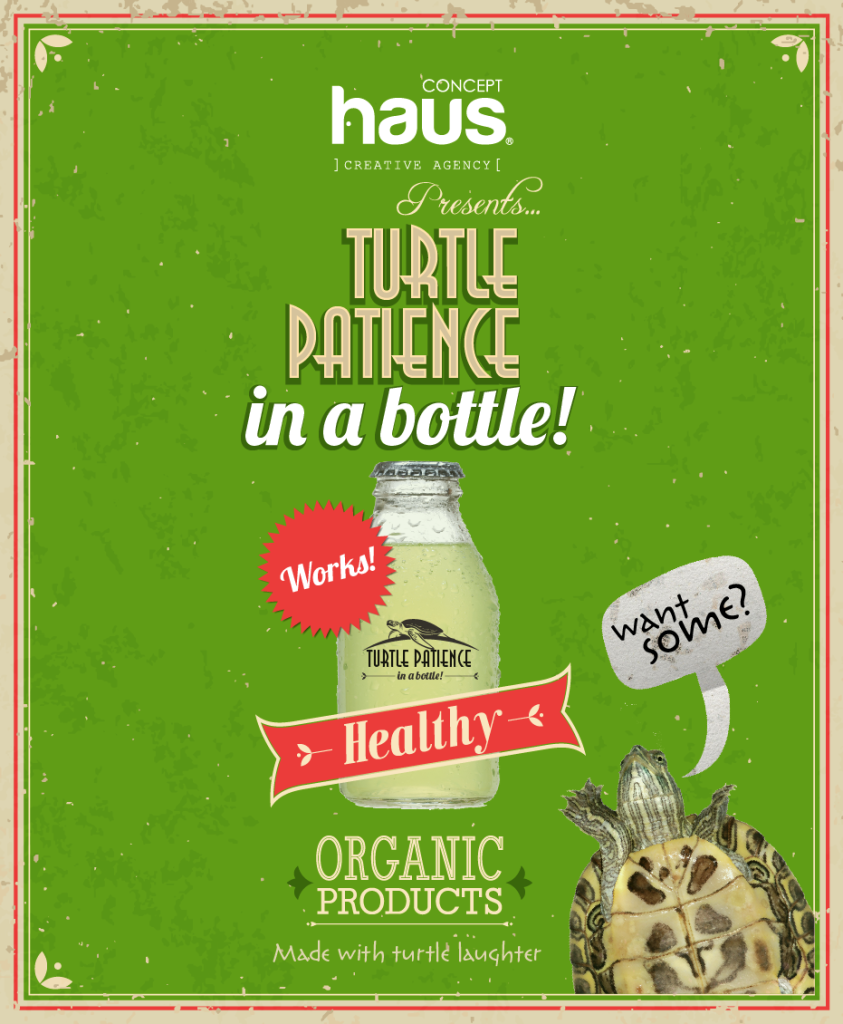 CONCEPT
haus®
]CREATIVE AGENCY[
Presents...
TURTLE
PATIENCE
in a bottle!
Works!
want
some?
TURTLE PATIENCE
in a bottle!
Healthy
ORGANIC
PRODUCTS
Made with turtle laughter